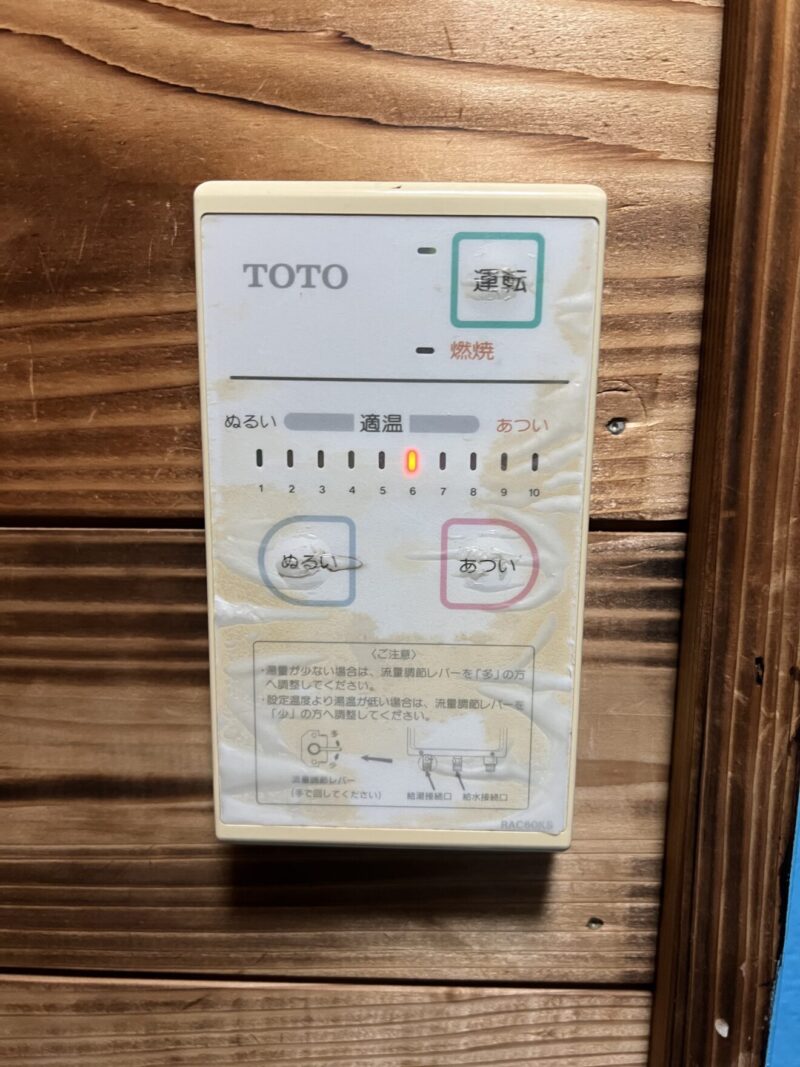 TOTO
運転
燃焼
ぬるい 適温 あつい
1 2 3 4 5 6 7 8 9 10
ぬるい あつい
〈ご注意〉
・湯量が少ない場合は、流量調節レバーを「多」の方
へ調整してください。
・設定温度より湯温が低い場合は、流量調節レバーを
「少」の方へ調整してください。
多
少
流量調節レバー
(手で回してください)
給湯接続口 給水接続口
RAC60KS